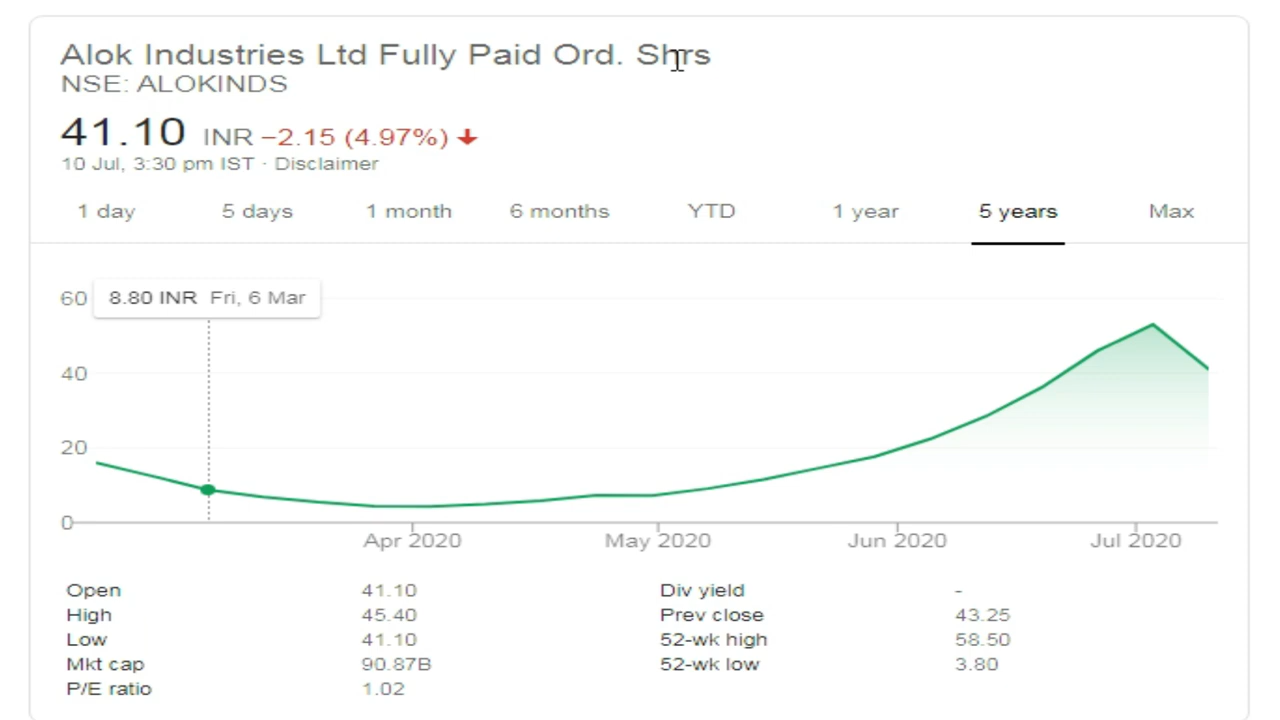 Alok Industries Ltd Fully Paid Ord. Shrs
NSE: ALOKINDS
41.10 INR −2.15 (4.97%)
10 Jul, 3:30 pm IST · Disclaimer
1 day 5 days 1 month 6 months YTD 1 year 5 years Max
60 8.80 INR Fri, 6 Mar
40
20
0
Apr 2020 May 2020 Jun 2020 Jul 2020
Open 41.10 Div yield -
High 45.40 Prev close 43.25
Low 41.10 52-wk high 58.50
Mkt cap 90.87B 52-wk low 3.80
P/E ratio 1.02